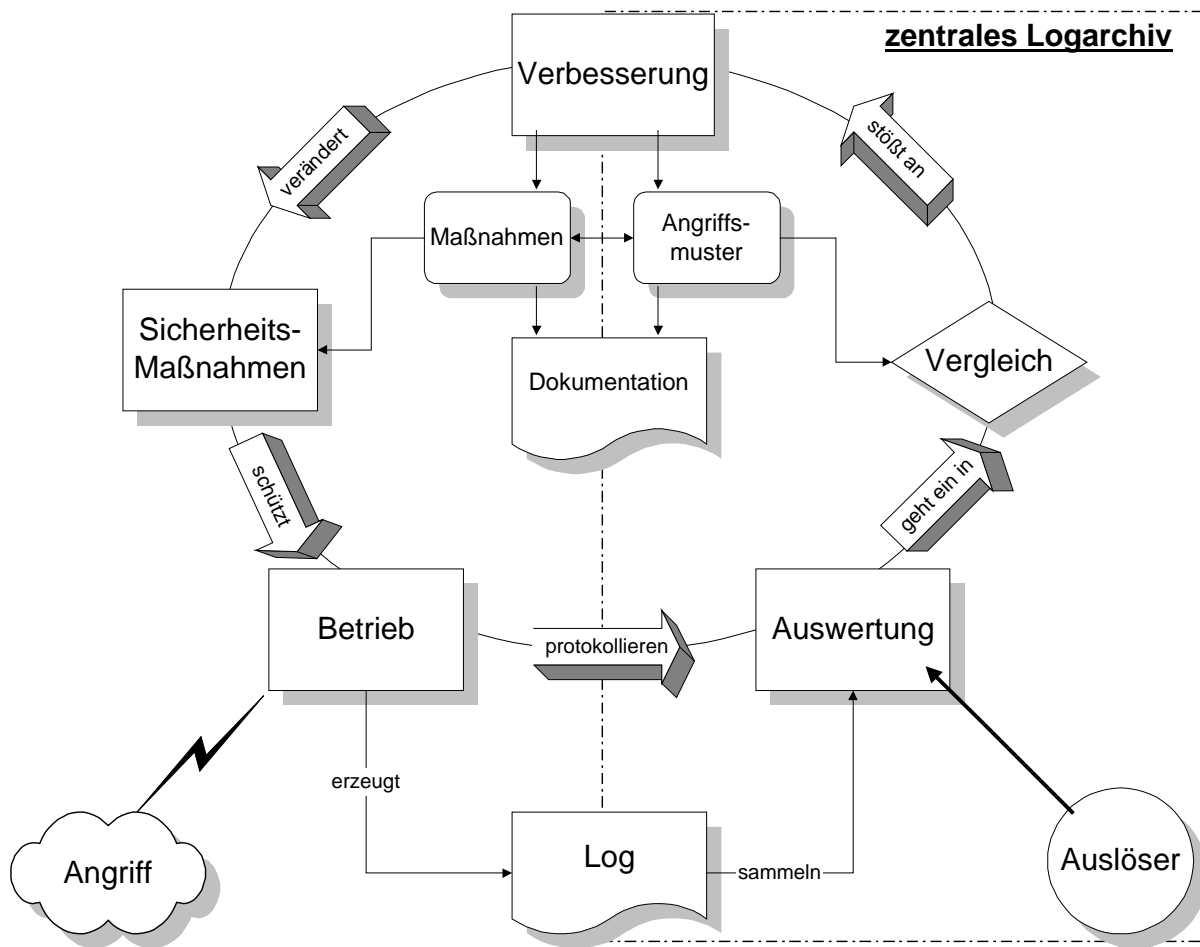 zentrales Logarchiv
Verbesserung
verändert
stößt an
Maßnahmen
Angriffs-
muster
Sicherheits-
Maßnahmen
Dokumentation
Vergleich
schützt
geht ein in
Betrieb
protokollieren
Auswertung
erzeugt
Angriff
Log
sammeln
Auslöser